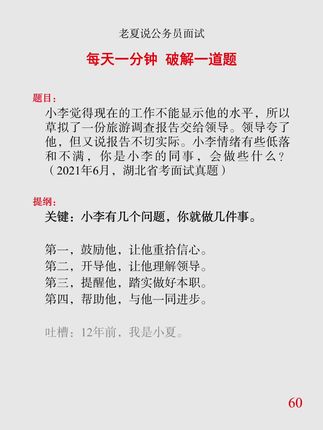 老夏说公务员面试
每天一分钟 破解一道题
题目:
小李觉得现在的工作不能显示他的水平，所以
草拟了一份旅游调查报告交给领导。领导夸了
他，但又说报告不切实际。小李情绪有些低落
和不满，你是小李的同事，会做些什么？
（2021年6月，湖北省考面试真题）
提纲:
关键：小李有几个问题，你就做几件事。
第一，鼓励他，让他重拾信心。
第二，开导他，让他理解领导。
第三，提醒他，踏实做好本职。
第四，帮助他，与他一同进步。
吐槽：12年前，我是小夏。
60